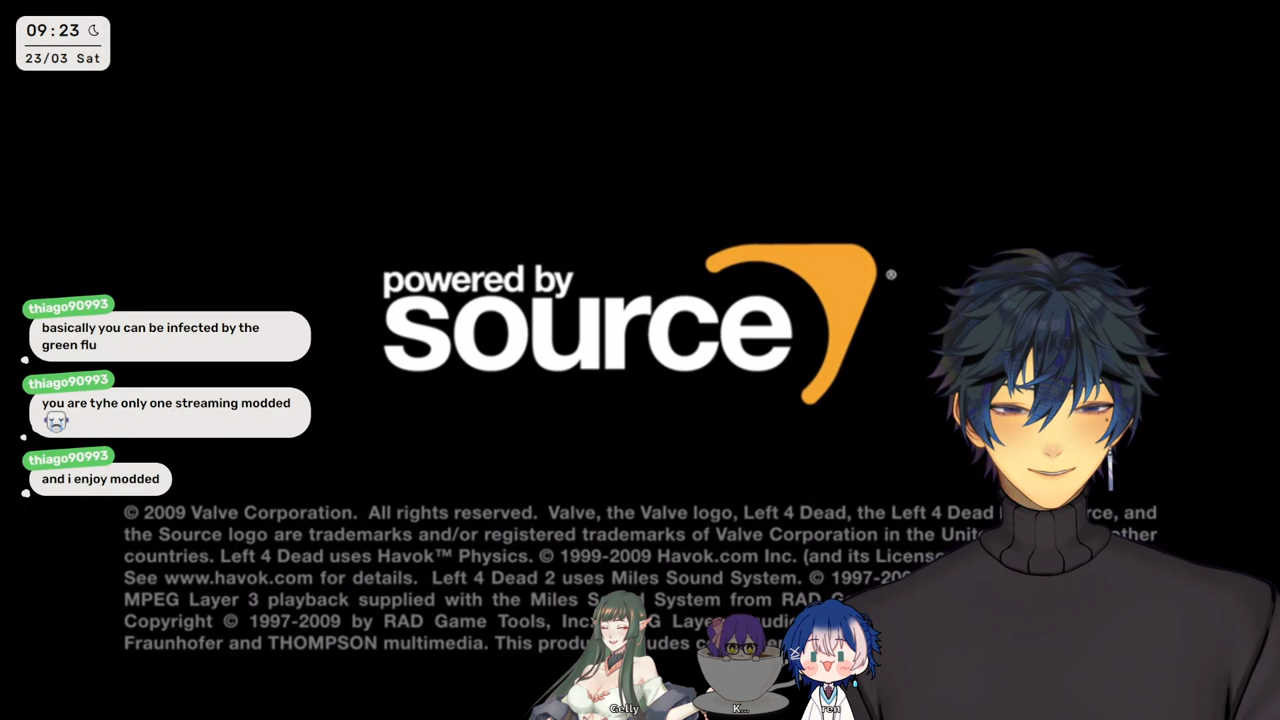 09:23
23/03 Sat
powered by
source
®
thiago90993
basically you can be infected by the
green flu
thiago90993
you are tyhe only one streaming modded
thiago90993
and i enjoy modded
© 2009 Valve Corporation. All rights reserved. Valve, the Valve logo, Left 4 Dead, the Left 4 Dead and
the Source logo are trademarks and/or registered trademarks of Valve Corporation in the
countries. Left 4 Dead uses Havok™ Physics. © 1999-2009 Havok.com Inc. (and its
See www.havok.com for details. Left 4 Dead 2 uses Miles Sound System. ©
MPEG Layer 3 playback supplied with the Miles System from RAD
Copyright © 1997-2009 by RAD Game Tools,
Fraunhofer and THOMPSON multimedia. This
Gelly
K...
ren